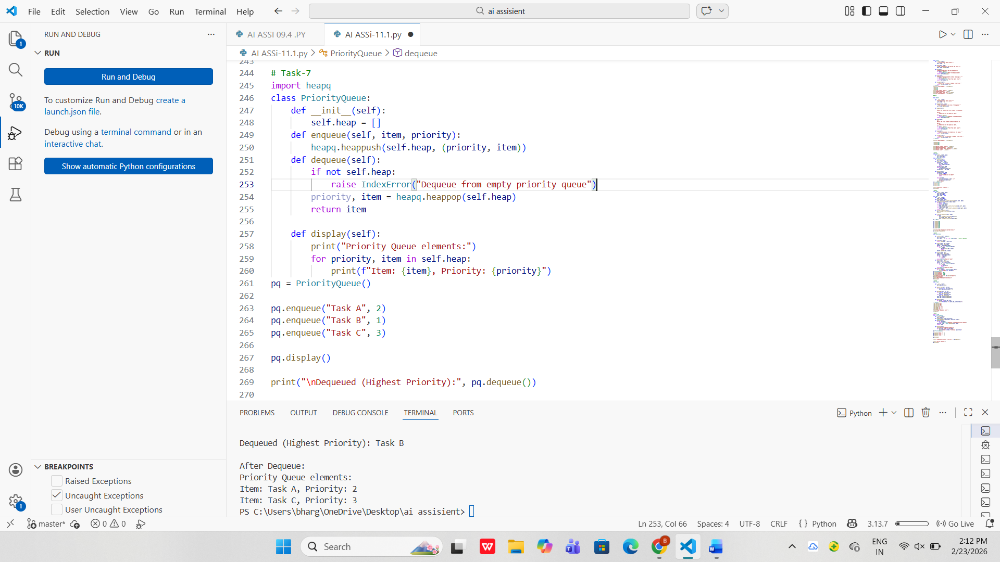 File Edit Selection View Go Run Terminal Help
ai assisient
RUN AND DEBUG
RUN
Run and Debug
To customize Run and Debug create a
launch.json file.
Debug using a terminal command or in an
interactive chat.
Show automatic Python configurations
1
10K
AI ASSI 09.4 .PY
AI ASSi-11.1.py
AI ASSi-11.1.py > PriorityQueue > dequeue
243
244 # Task-7
245 import heapq
246 class PriorityQueue:
247 def __init__(self):
248 self.heap = []
249 def enqueue(self, item, priority):
250 heapq.heappush(self.heap, (priority, item))
251 def dequeue(self):
252 if not self.heap:
253 raise IndexError("Dequeue from empty priority queue")
254 priority, item = heapq.heappop(self.heap)
255 return item
256
257 def display(self):
258 print("Priority Queue elements:")
259 for priority, item in self.heap:
260 print(f"Item: {item}, Priority: {priority}")
261 pq = PriorityQueue()
262
263 pq.enqueue("Task A", 2)
264 pq.enqueue("Task B", 1)
265 pq.enqueue("Task C", 3)
266
267 pq.display()
268
269 print("\nDequeued (Highest Priority):", pq.dequeue())
270
PROBLEMS OUTPUT DEBUG CONSOLE TERMINAL PORTS
Python
Dequeued (Highest Priority): Task B
After Dequeue:
Priority Queue elements:
Item: Task A, Priority: 2
Item: Task C, Priority: 3
PS C:\Users\bharg\OneDrive\Desktop\ai assisient>
BREAKPOINTS
Raised Exceptions
Uncaught Exceptions
User Uncaught Exceptions
1
master* 0 0
Ln 253, Col 66 Spaces: 4 UTF-8 CRLF { } Python 3.13.7 Go Live
Search
B
ENG
IN
2:12 PM
2/23/2026